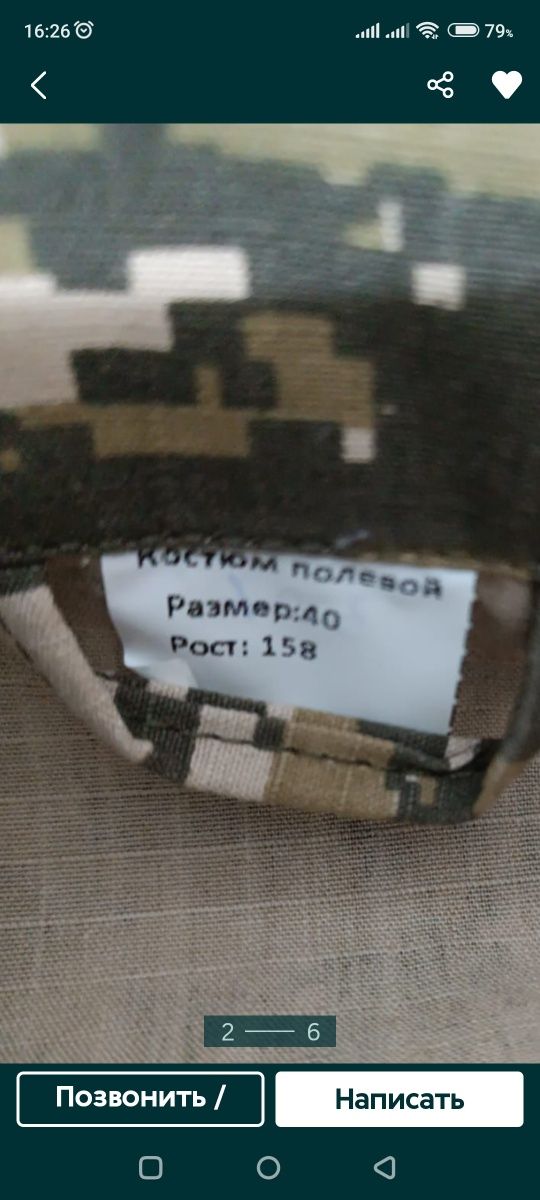 16:26
79%
Костюм полевой
Размер:40
Рост: 158
2 6
Позвонить /
Написать